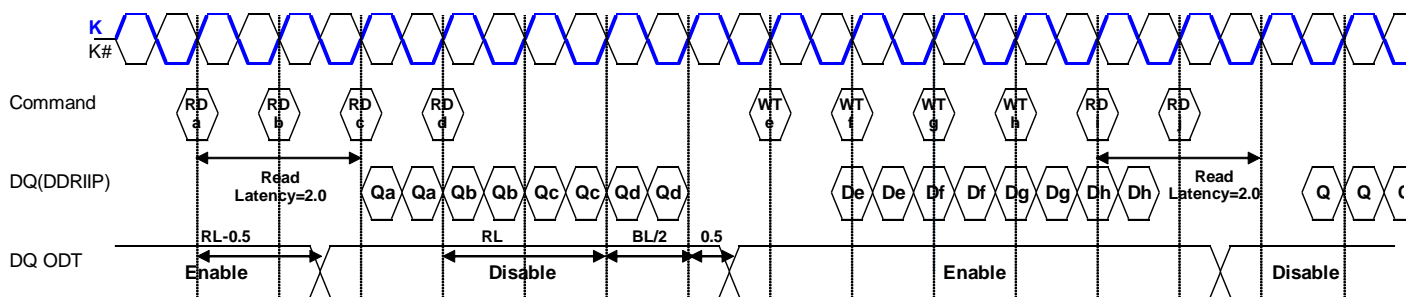 K
K#
Command
RD a
RD b
RD c
RD d
WT e
WT f
WT g
WT h
RD
RD j
Read Latency=2.0
Read Latency=2.0
DQ(DDRIIP)
Qa Qa Qb Qb Qc Qc Qd Qd
De De Df Df Dg Dg Dh Dh
Q Q
RL-0.5
RL
BL/2
0.5
DQ ODT
Enable
Disable
Enable
Disable